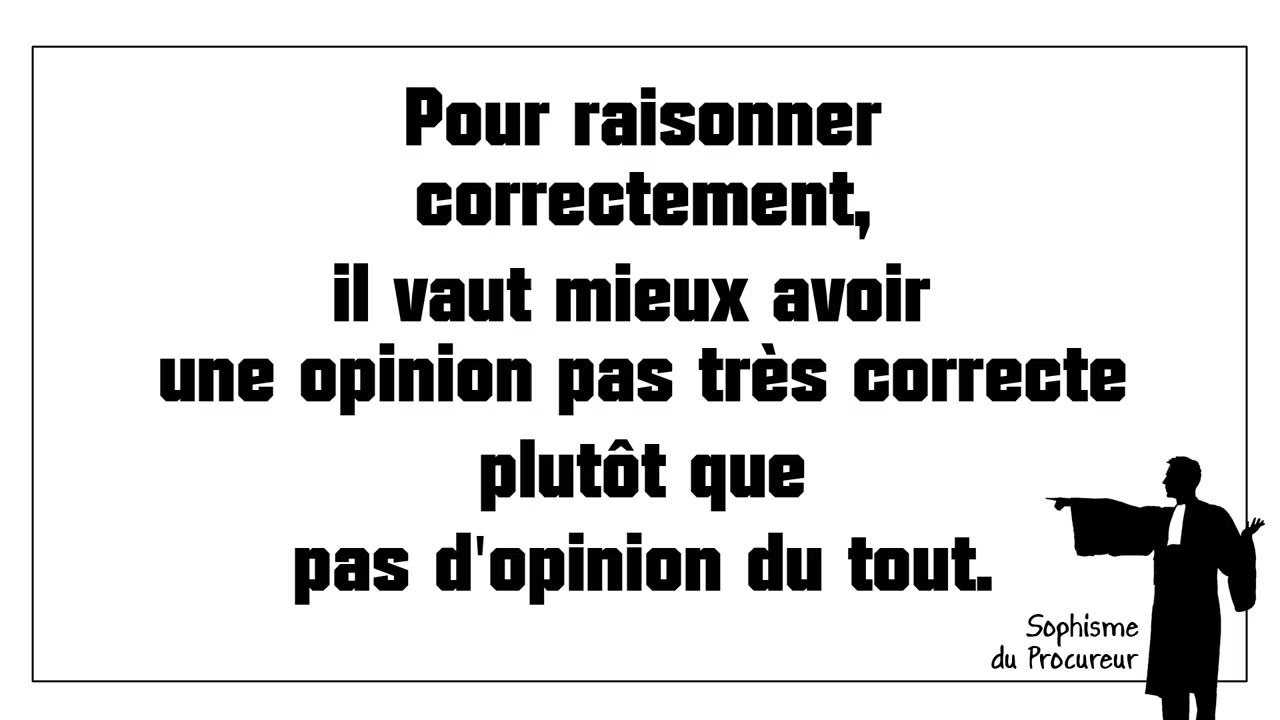 Pour raisonner
correctement,
il vaut mieux avoir
une opinion pas très correcte
plutôt que
pas d'opinion du tout.
Sophisme
du Procureur